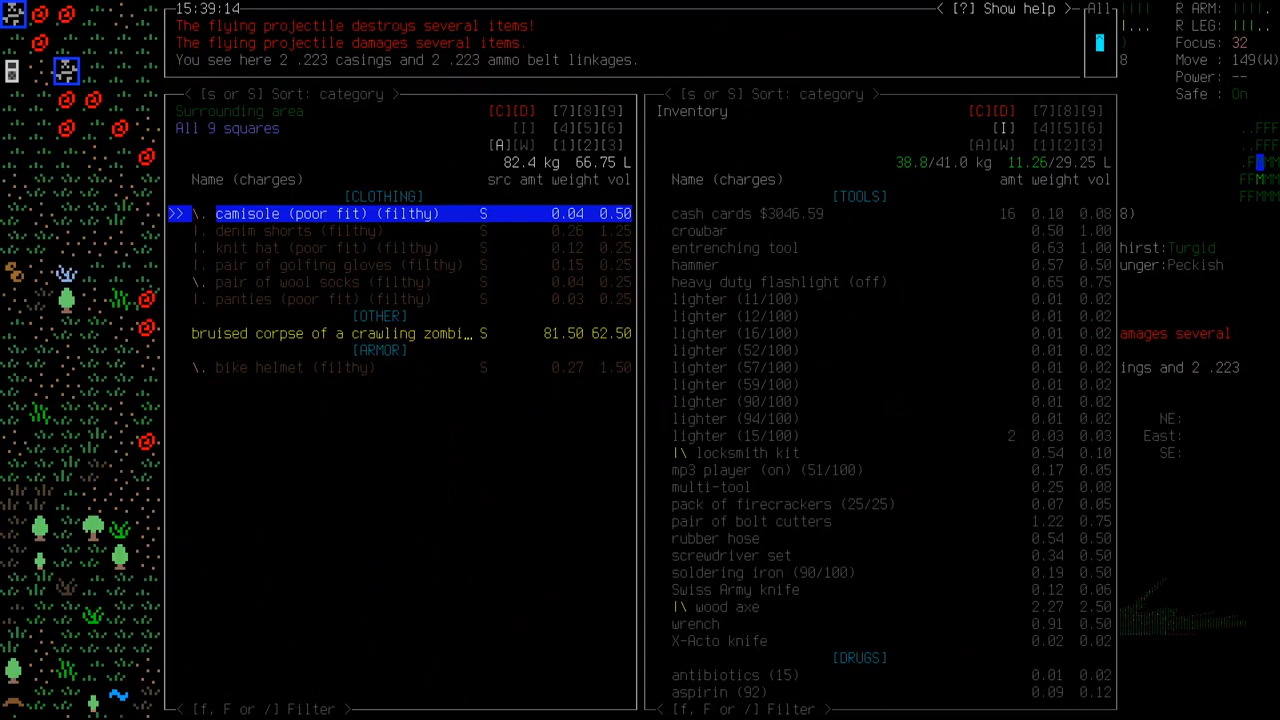 15:39:14
< [?] Show help >
All
The flying projectile destroys several items!
The flying projectile damages several items.
You see here 2 .223 casings and 2 .223 ammo belt linkages.
R ARM:
R LEG:
Focus: 32
8
Move : 149(W)
Power: --
Safe : On
< [s or S] Sort: category >
Surrounding area
[C][D] [7][8][9]
All 9 squares
[I] [4][5][6]
[A][W] [1][2][3]
82.4 kg 66.75 L
Name (charges) src amt weight vol
[CLOTHING]
>> \. camisole (poor fit) (filthy) S 0.04 0.50
|. denim shorts (filthy) S 0.26 1.25
|. knit hat (poor fit) (filthy) S 0.12 0.25
|. pair of golfing gloves (filthy) S 0.15 0.25
\. pair of wool socks (filthy) S 0.04 0.25
|. panties (poor fit) (filthy) S 0.03 0.25
[OTHER]
bruised corpse of a crawling zombi… S 81.50 62.50
[ARMOR]
\. bike helmet (filthy) S 0.27 1.50
< [f, F or /] Filter >
< [s or S] Sort: category >
Inventory
[C][D] [7][8][9]
[I] [4][5][6]
[A][W] [1][2][3]
38.8/41.0 kg 11.26/29.25 L
Name (charges) amt weight vol
[TOOLS]
cash cards $3046.59 16 0.10 0.08
crowbar 0.50 1.00
entrenching tool 0.63 1.00
hammer 0.57 0.50
heavy duty flashlight (off) 0.65 0.75
lighter (11/100) 0.01 0.02
lighter (12/100) 0.01 0.02
lighter (16/100) 0.01 0.02
lighter (52/100) 0.01 0.02
lighter (57/100) 0.01 0.02
lighter (59/100) 0.01 0.02
lighter (90/100) 0.01 0.02
lighter (94/100) 0.01 0.02
lighter (15/100) 2 0.03 0.03
|\ locksmith kit 0.54 0.10
mp3 player (on) (51/100) 0.17 0.05
multi-tool 0.25 0.08
pack of firecrackers (25/25) 0.07 0.05
pair of bolt cutters 1.22 0.75
rubber hose 0.54 0.50
screwdriver set 0.34 0.50
soldering iron (90/100) 0.19 0.50
Swiss Army knife 0.12 0.06
|\ wood axe 2.27 2.50
wrench 0.91 0.50
X-Acto knife 0.02 0.02
[DRUGS]
antibiotics (15) 0.01 0.02
aspirin (92) 0.09 0.12
< [f, F or /] Filter >
..FFF
..FFF
FFMMM
8)
hirst: Turgid
unger: Peckish
amages several
ings and 2 .223
NE:
East:
SE: